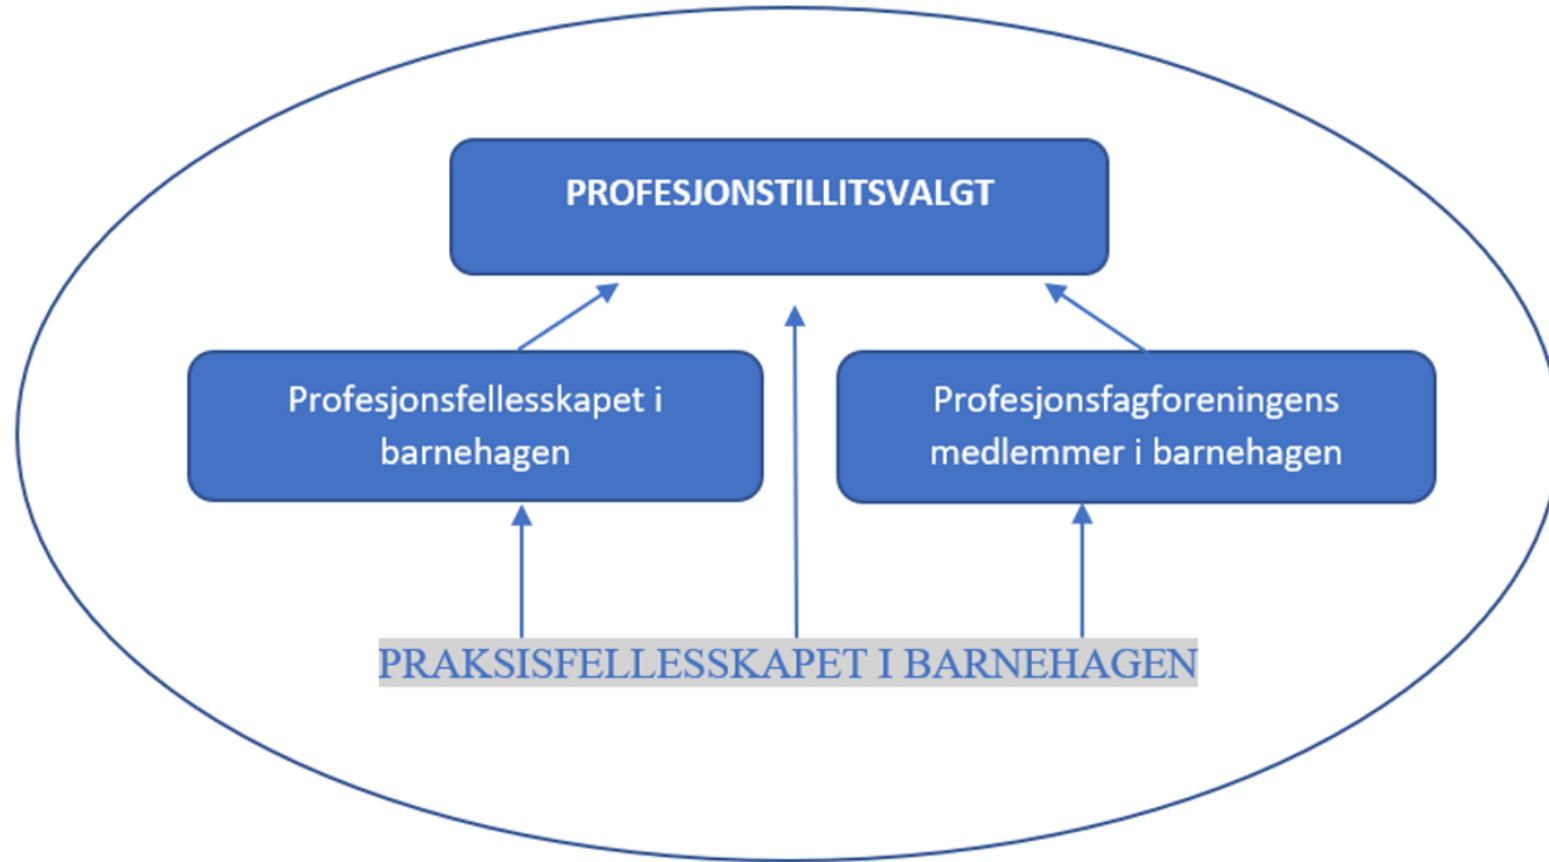 PROFESJONSTILLITSVALGT
Profesjonsfellesskapet i
barnehagen
Profesjonsfagforeningens
medlemmer i barnehagen
PRAKSISFELLESSKAPET I BARNEHAGEN